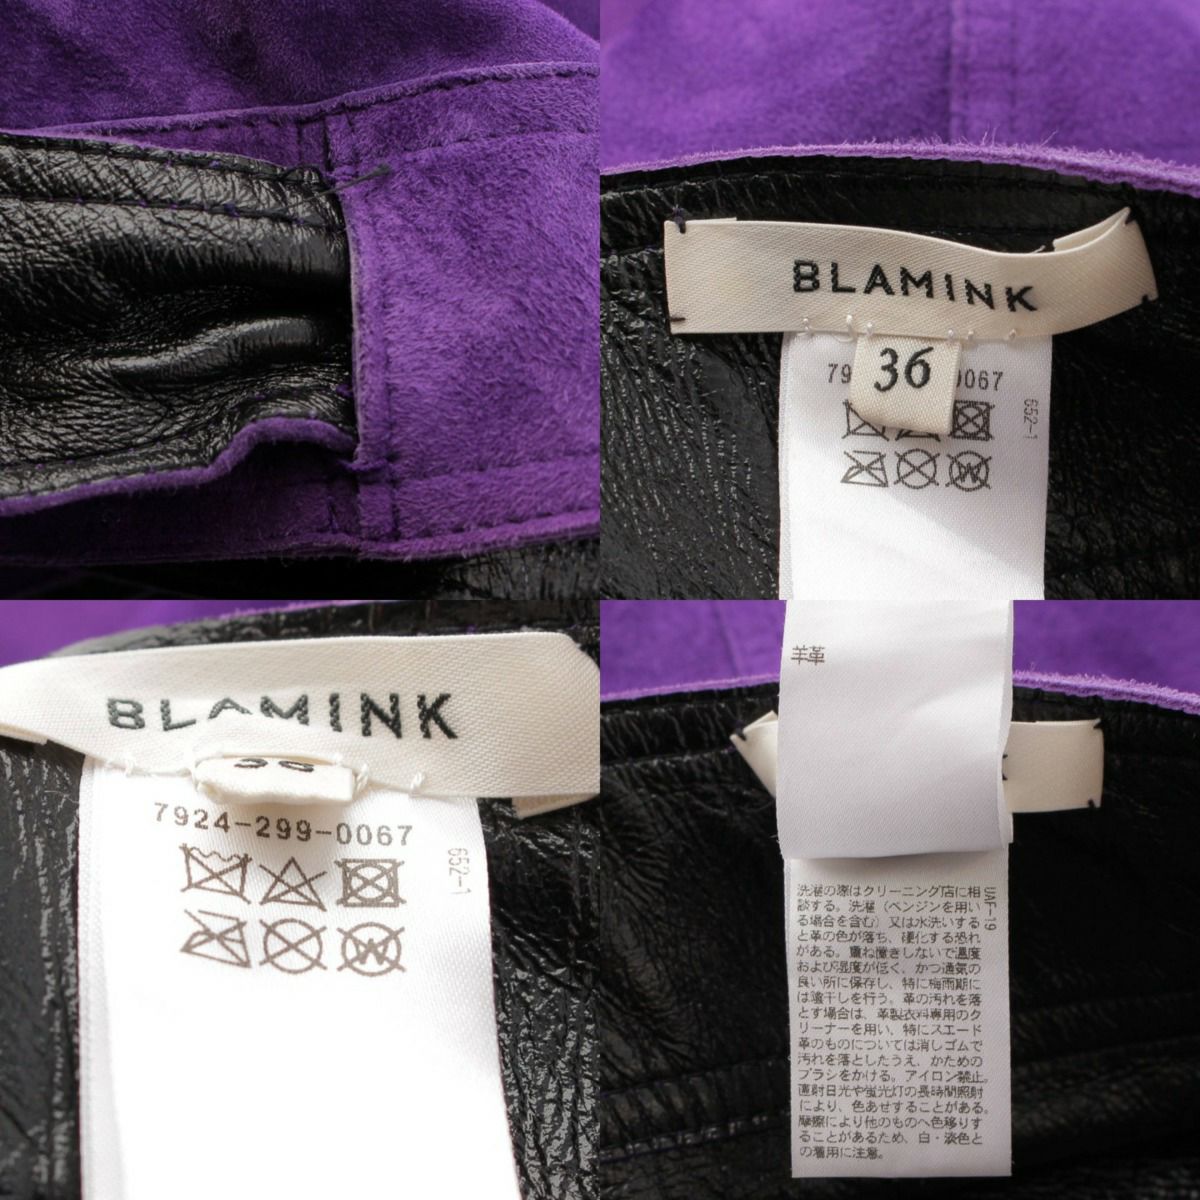 BLAMINK
36
79
0067
652-1
BLAMINK
7924-299-0067
652-1
羊革
K
UAF-19
洗濯の際はクリーニング店に相
談する。洗濯（ベンジンを用い
る場合を含む）又は水洗いする
と革の色が落ち、硬化する恐れ
がある。重ね置きしないで温度
および湿度が低く、かつ通気の
良い所に保存し、特に梅雨期に
は陰干しを行う。革の汚れを落
とす場合は、革製衣料専用のク
リーナーを用い、特にスエード
革のものについては消しゴムで
汚れを落としたうえ、かための
ブラシをかける。アイロン禁止。
直射日光や蛍光灯の長時間照射
により、色あせすることがある。
摩擦により他のものへ色移りす
ることがあるため、白・淡色と
の着用に注意。